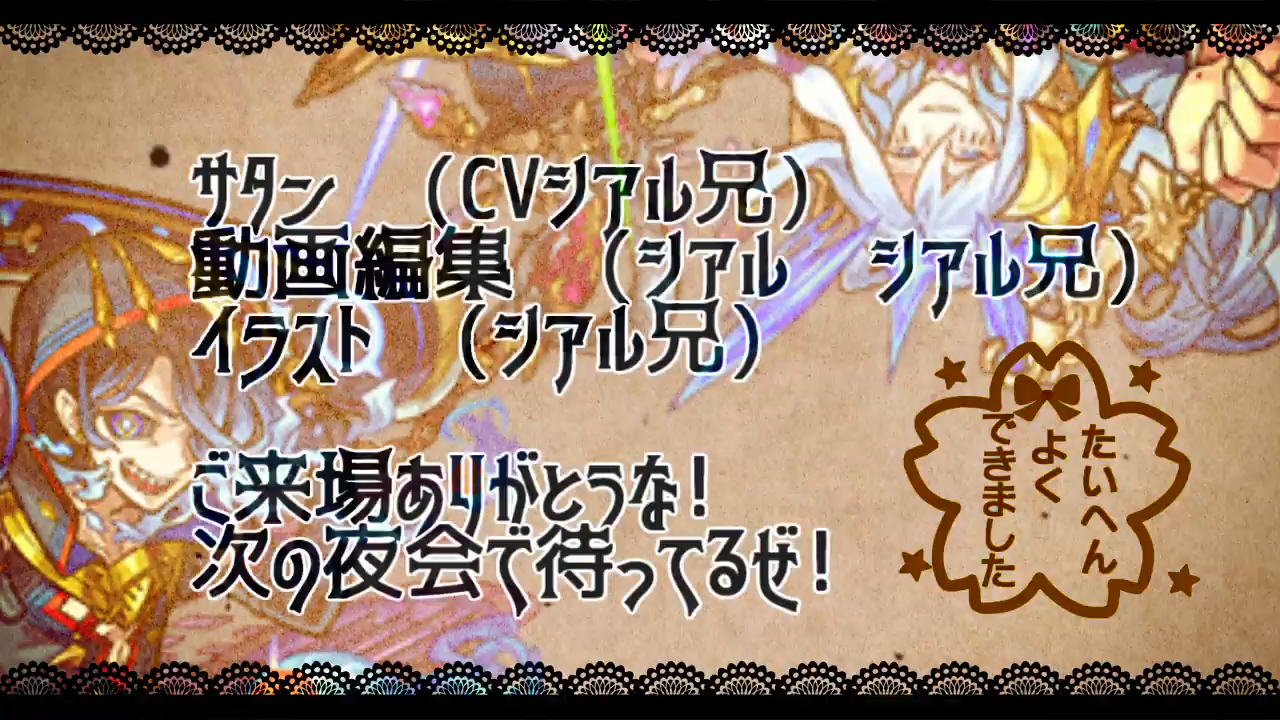 サタン　（CVシアル兄）
動画編集　（シアル　シアル兄）
イラスト　（シアル兄）
ご来場ありがとうな！
次の夜会で待ってるぜ！
たいへん
よく
できました